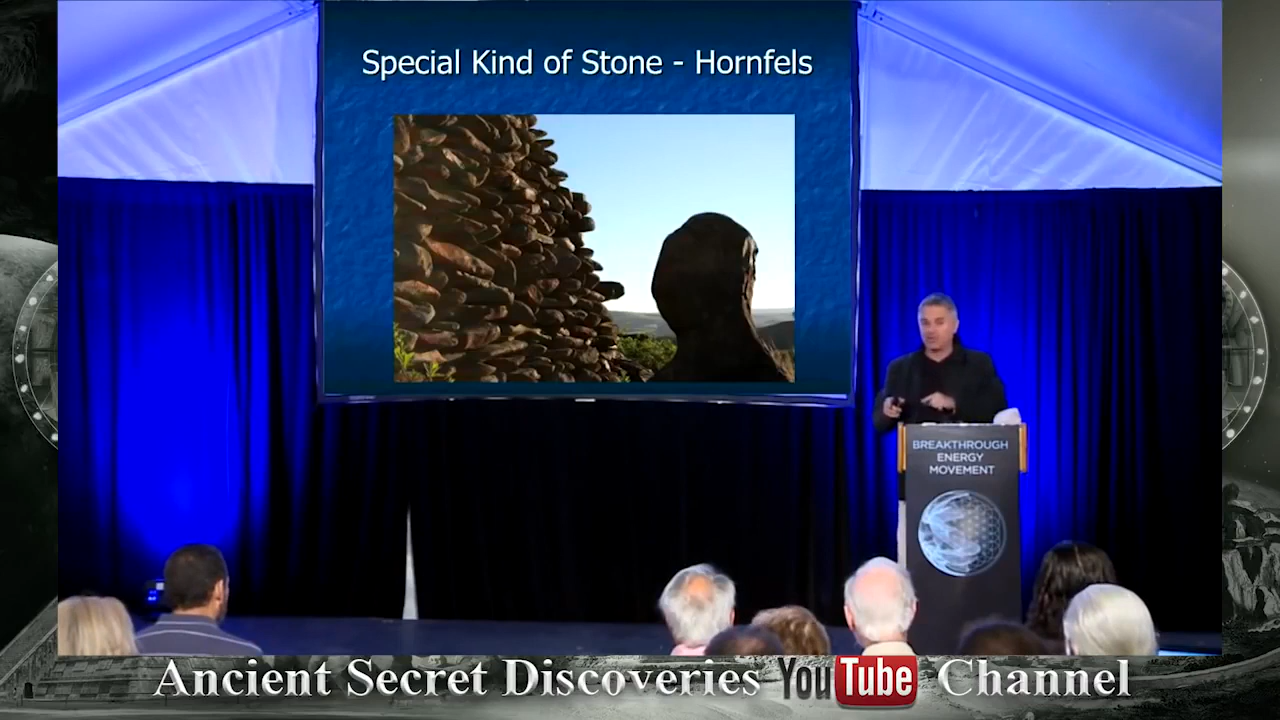 Special Kind of Stone - Hornfels
BREAKTHROUGH
ENERGY
MOVEMENT
Ancient Secret Discoveries YouTube Channel